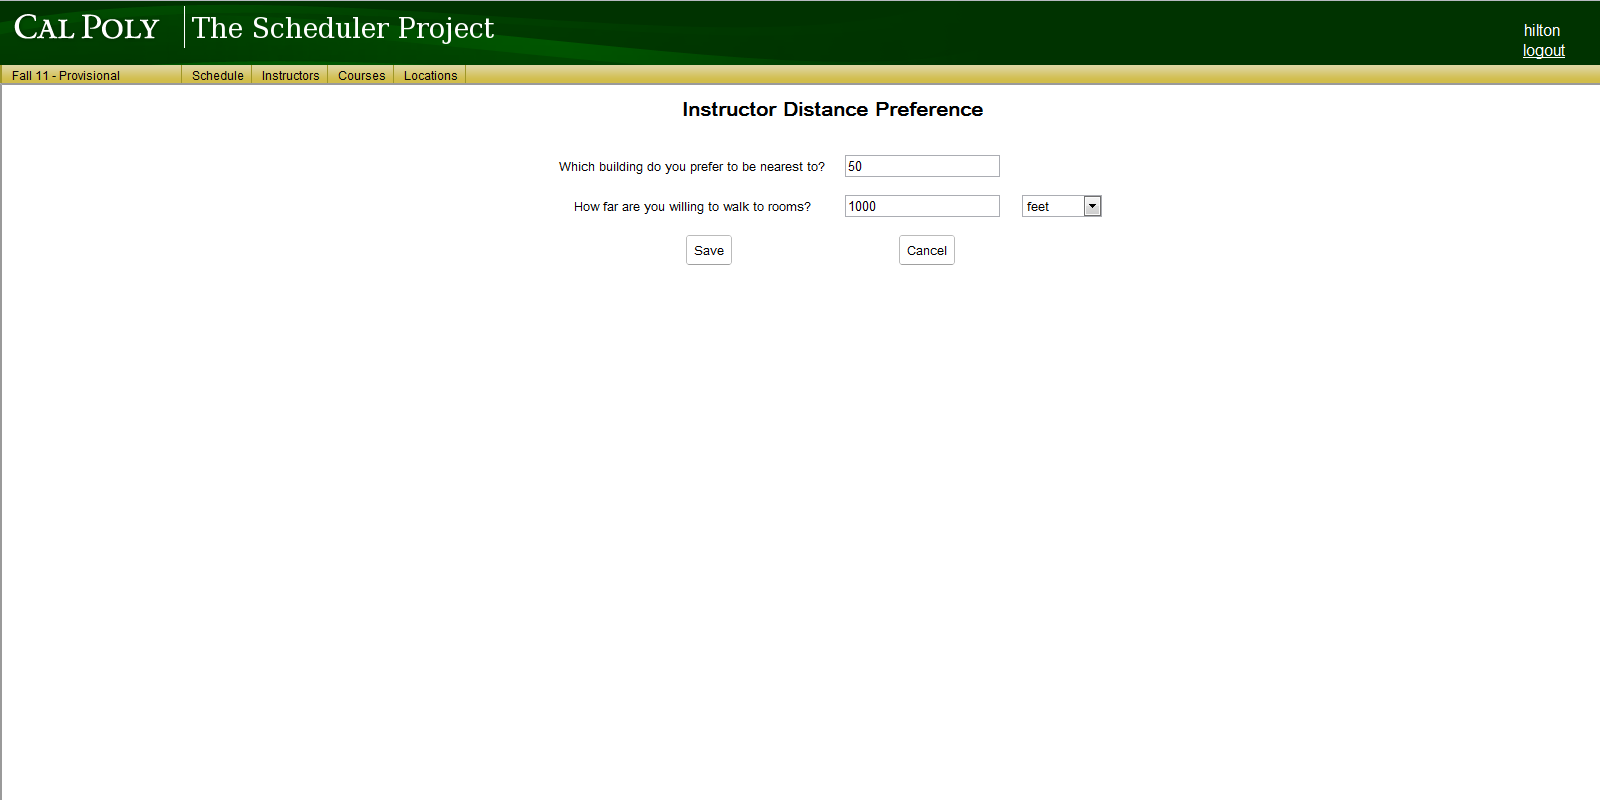 CAL POLY The Scheduler Project
hilton
logout
Fall 11 - Provisional Schedule Instructors Courses Locations
Instructor Distance Preference
Which building do you prefer to be nearest to? 50
How far are you willing to walk to rooms? 1000 feet
Save Cancel